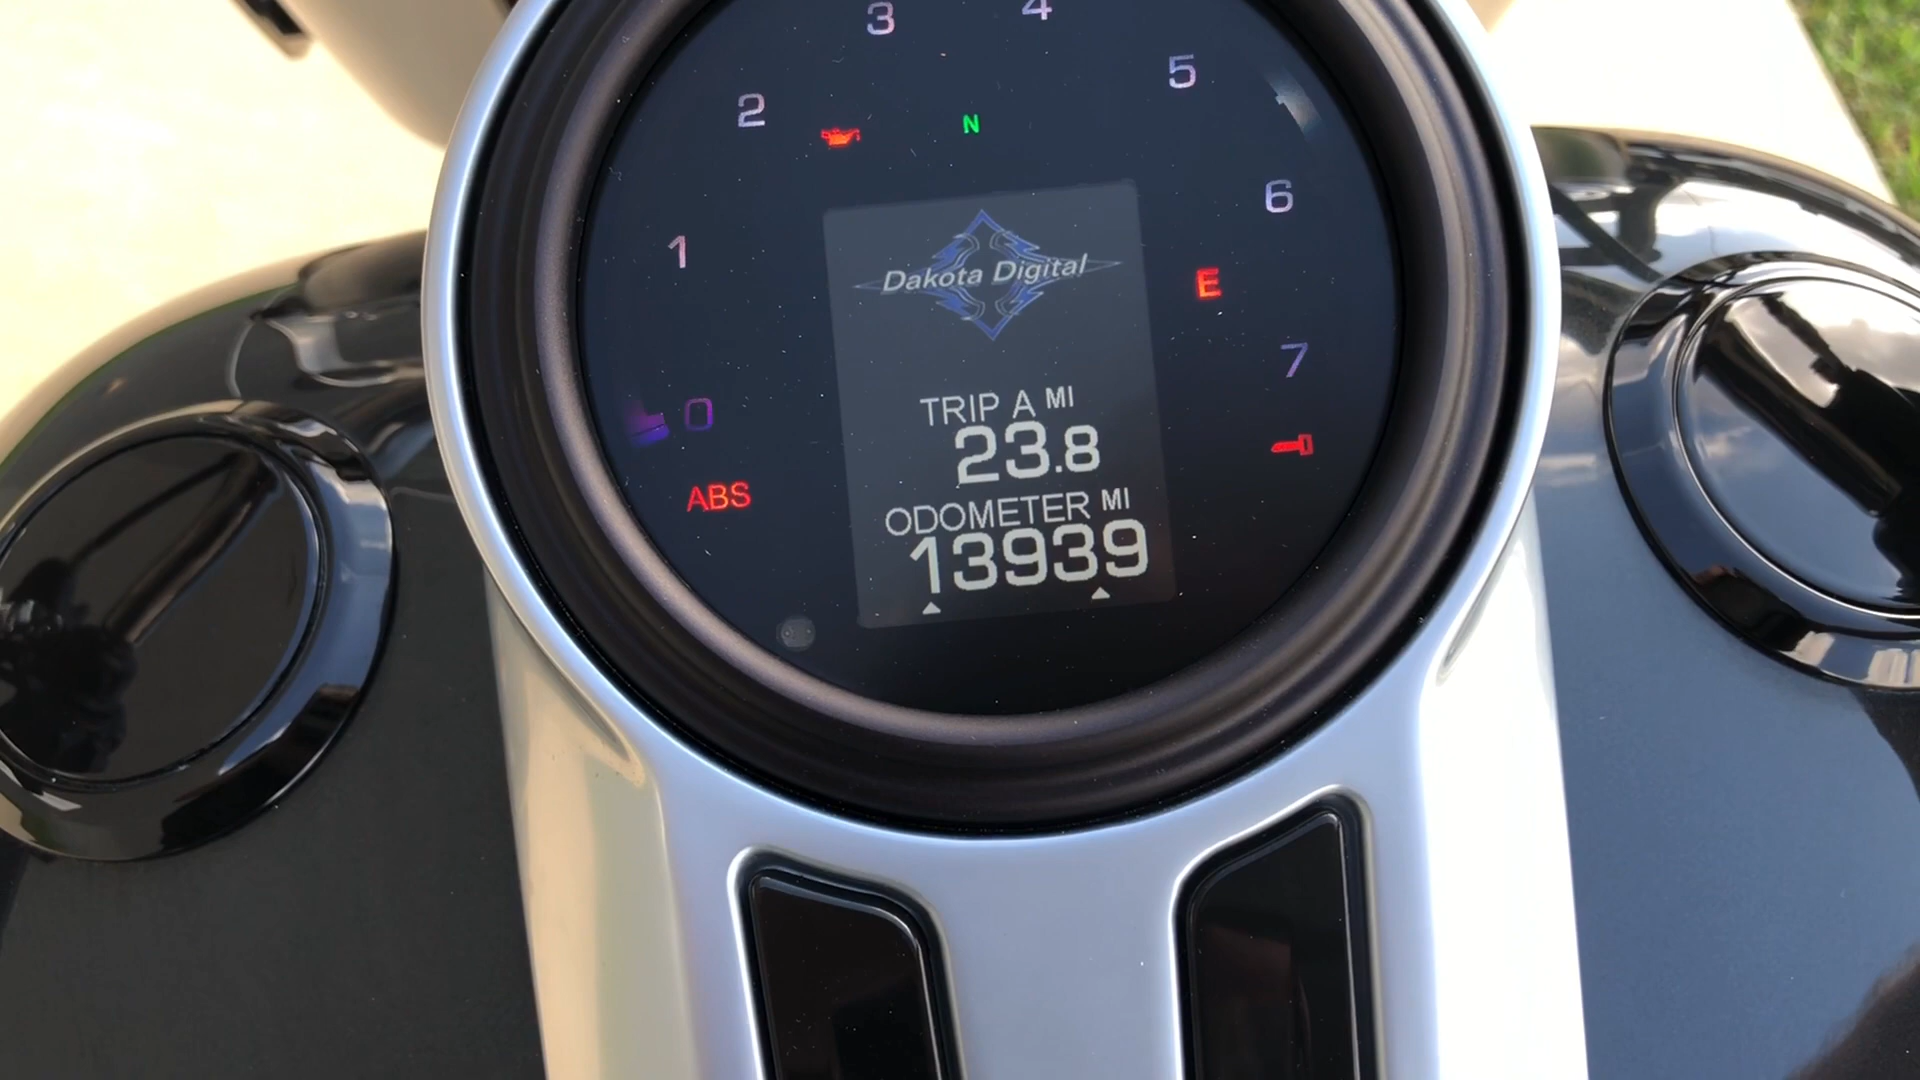 3 4
2 5
N
6
1
Dakota Digital
E
7
TRIP A MI
0
23.8
ABS
ODOMETER MI
13939